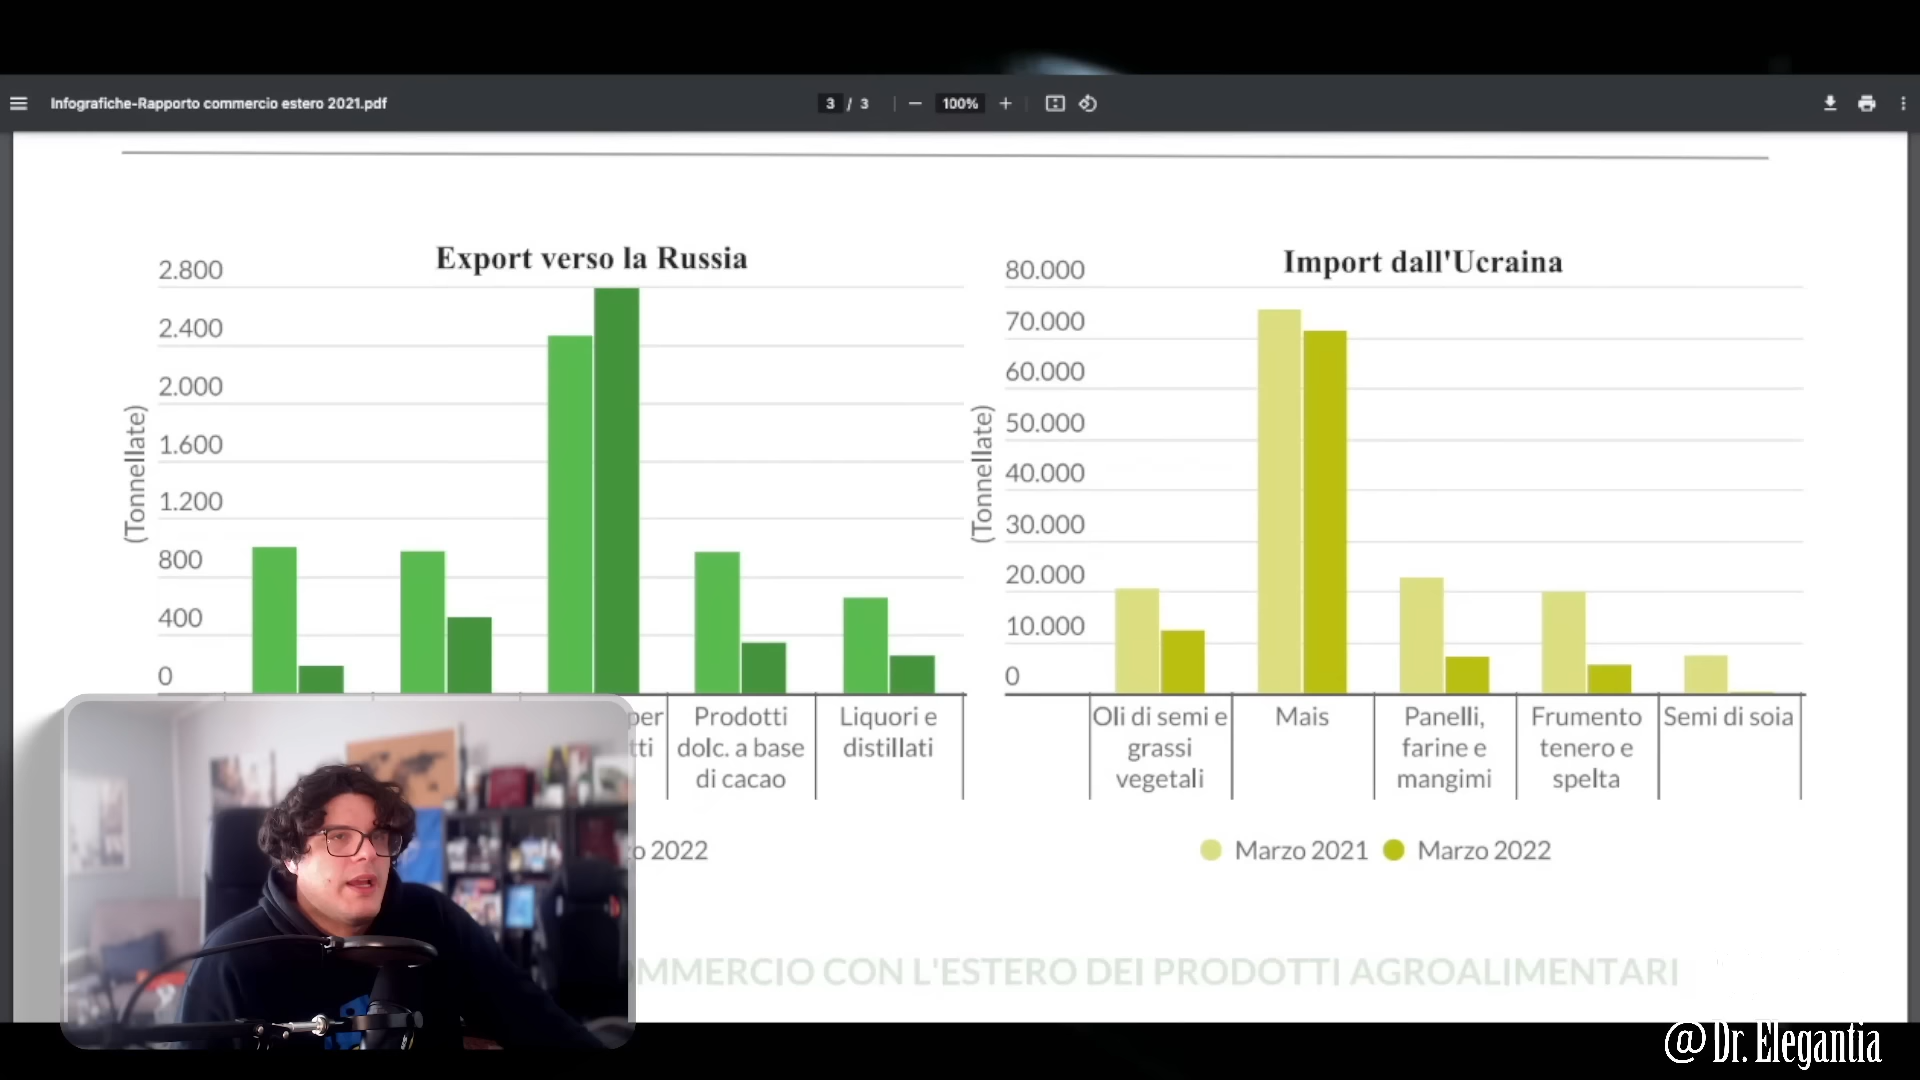 Infografiche-Rapporto commercio estero 2021.pdf
3 / 3
100%
Export verso la Russia
2.800
2.400
2.000
1.600
1.200
800
400
0
(Tonnellate)
per
tti
Prodotti
dolc. a base
di cacao
Liquori e
distillati
o 2022
Import dall'Ucraina
80.000
70.000
60.000
50.000
40.000
30.000
20.000
10.000
0
(Tonnellate)
Oli di semi e
grassi
vegetali
Mais
Panelli,
farine e
mangimi
Frumento
tenero e
spelta
Semi di soia
Marzo 2021
Marzo 2022
OMMERCIO CON L'ESTERO DEI PRODOTTI AGROALIMENTARI
@Dr. Elegantia